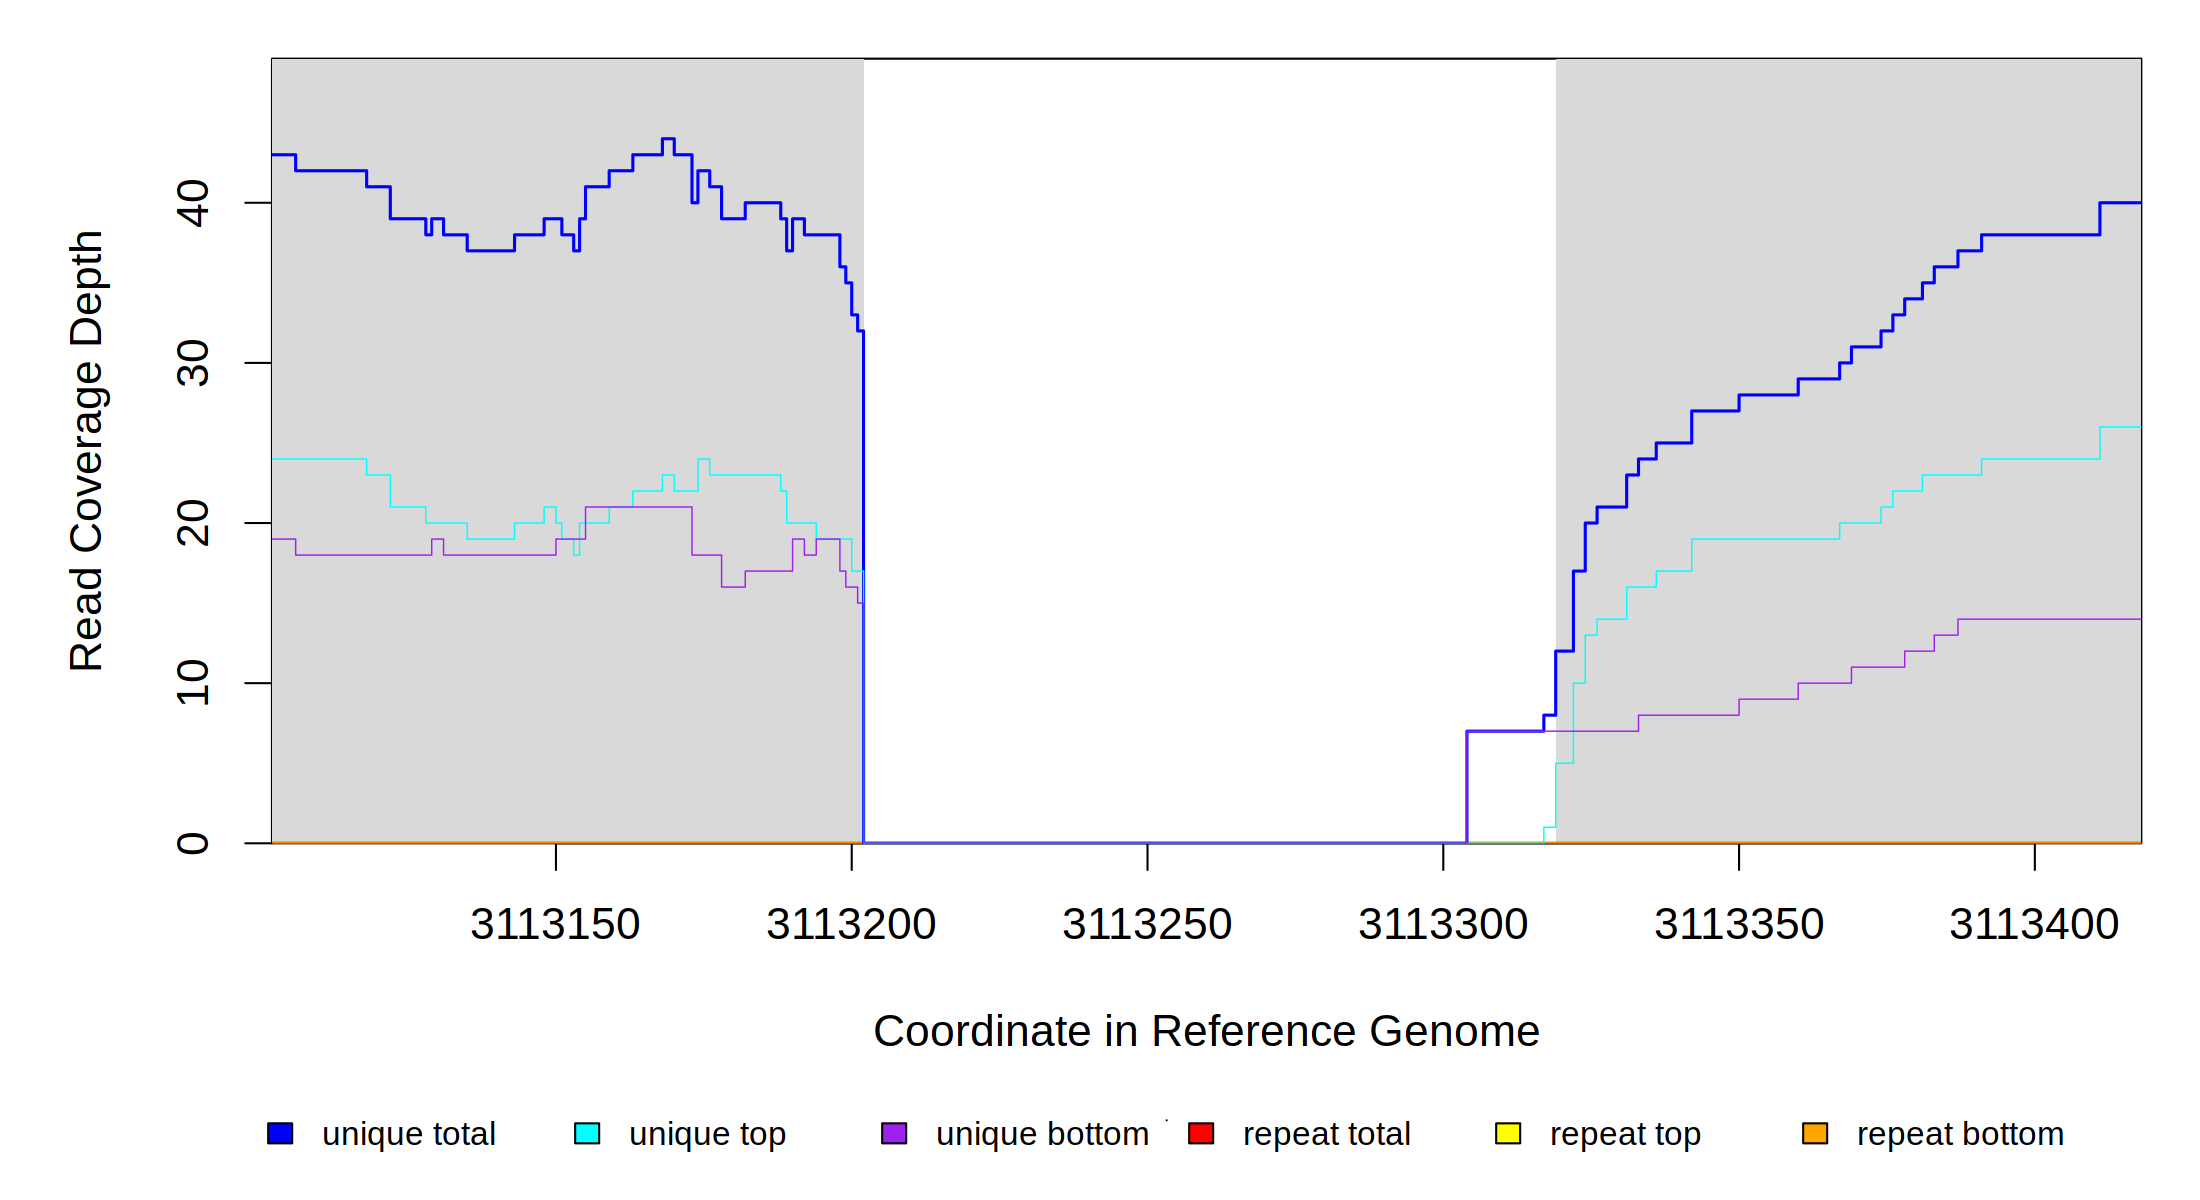 Read Coverage Depth
40
30
20
10
0
3113150 3113200 3113250 3113300 3113350 3113400
Coordinate in Reference Genome
unique total unique top unique bottom repeat total repeat top repeat bottom